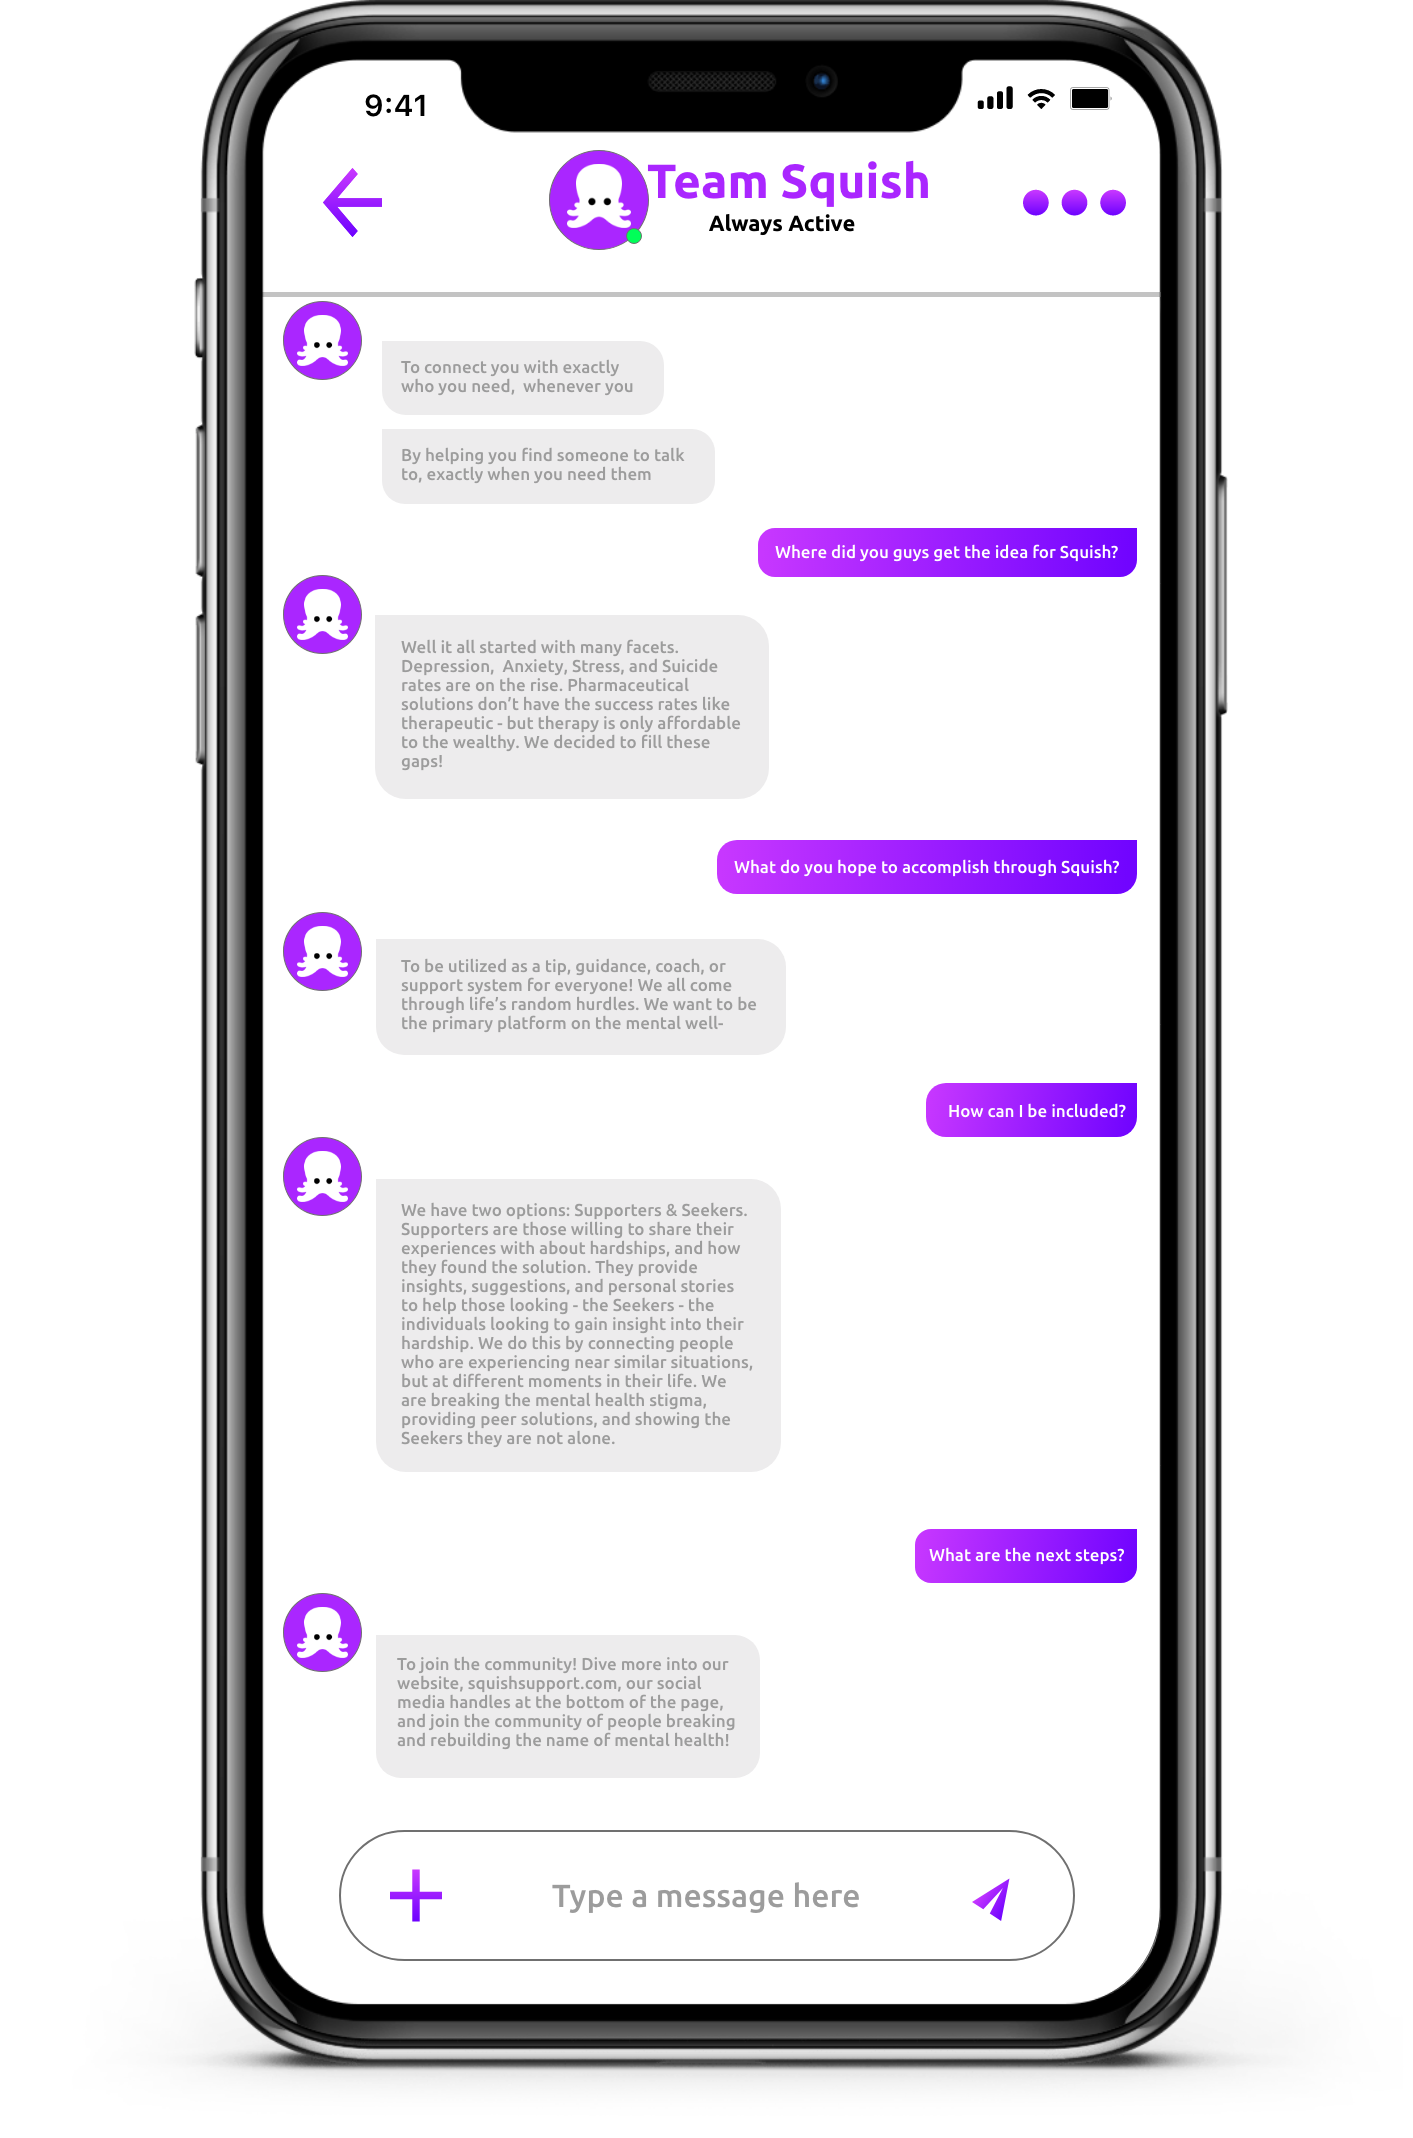 9:41
Team Squish
Always Active
To connect you with exactly
who you need,  whenever you
By helping you find someone to talk
to, exactly when you need them
Where did you guys get the idea for Squish?
Well it all started with many facets.
Depression,  Anxiety, Stress, and Suicide
rates are on the rise. Pharmaceutical
solutions don’t have the success rates like
therapeutic - but therapy is only affordable
to the wealthy. We decided to fill these
gaps!
What do you hope to accomplish through Squish?
To be utilized as a tip, guidance, coach, or
support system for everyone! We all come
through life’s random hurdles. We want to be
the primary platform on the mental well-
How can I be included?
We have two options: Supporters & Seekers.
Supporters are those willing to share their
experiences with about hardships, and how
they found the solution. They provide
insights, suggestions, and personal stories
to help those looking - the Seekers - the
individuals looking to gain insight into their
hardship. We do this by connecting people
who are experiencing near similar situations,
but at different moments in their life. We
are breaking the mental health stigma,
providing peer solutions, and showing the
Seekers they are not alone.
What are the next steps?
To join the community! Dive more into our
website, squishsupport.com, our social
media handles at the bottom of the page,
and join the community of people breaking
and rebuilding the name of mental health!
Type a message here